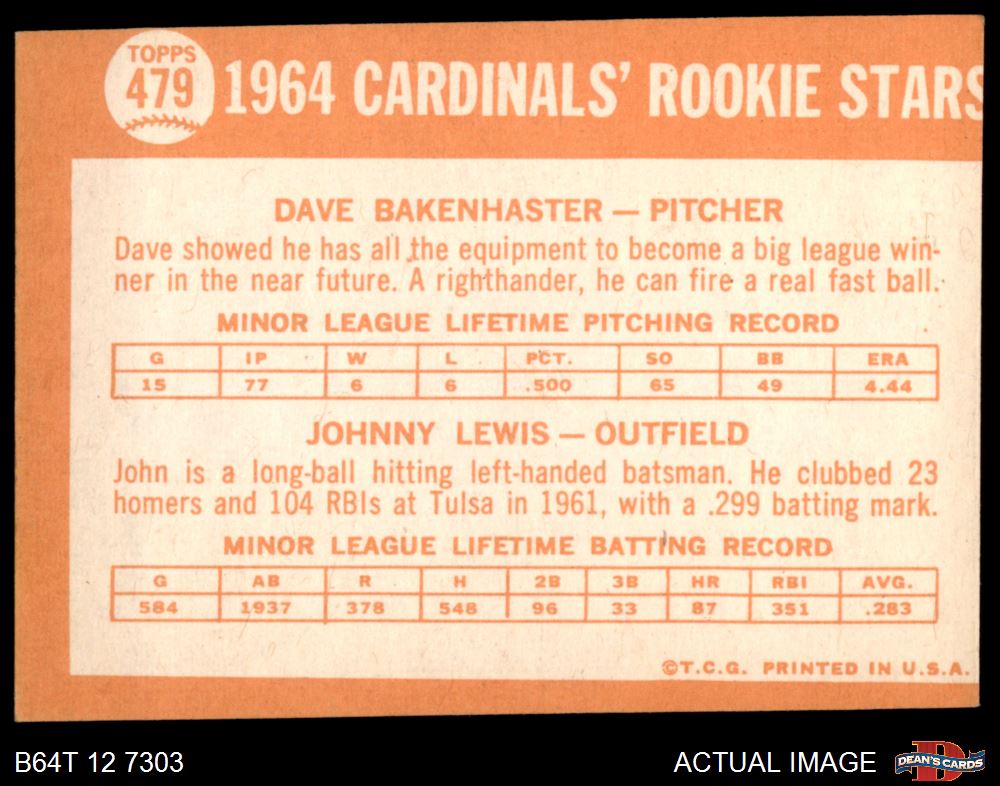 TOPPS
479
1964 CARDINALS' ROOKIE STARS
DAVE BAKENHASTER — PITCHER
Dave showed he has all the equipment to become a big league win-
ner in the near future. A righthander, he can fire a real fast ball.
MINOR LEAGUE LIFETIME PITCHING RECORD
G IP W L PCT. SO BB ERA
15 77 6 6 .500 65 49 4.44
JOHNNY LEWIS — OUTFIELD
John is a long-ball hitting left-handed batsman. He clubbed 23
homers and 104 RBIs at Tulsa in 1961, with a .299 batting mark.
MINOR LEAGUE LIFETIME BATTING RECORD
G AB R H 2B 3B HR RBI AVG.
584 1937 378 548 96 33 87 351 .283
©T.C.G. PRINTED IN U.S.A.
B64T 12 7303
ACTUAL IMAGE
D
DEAN'S CARDS